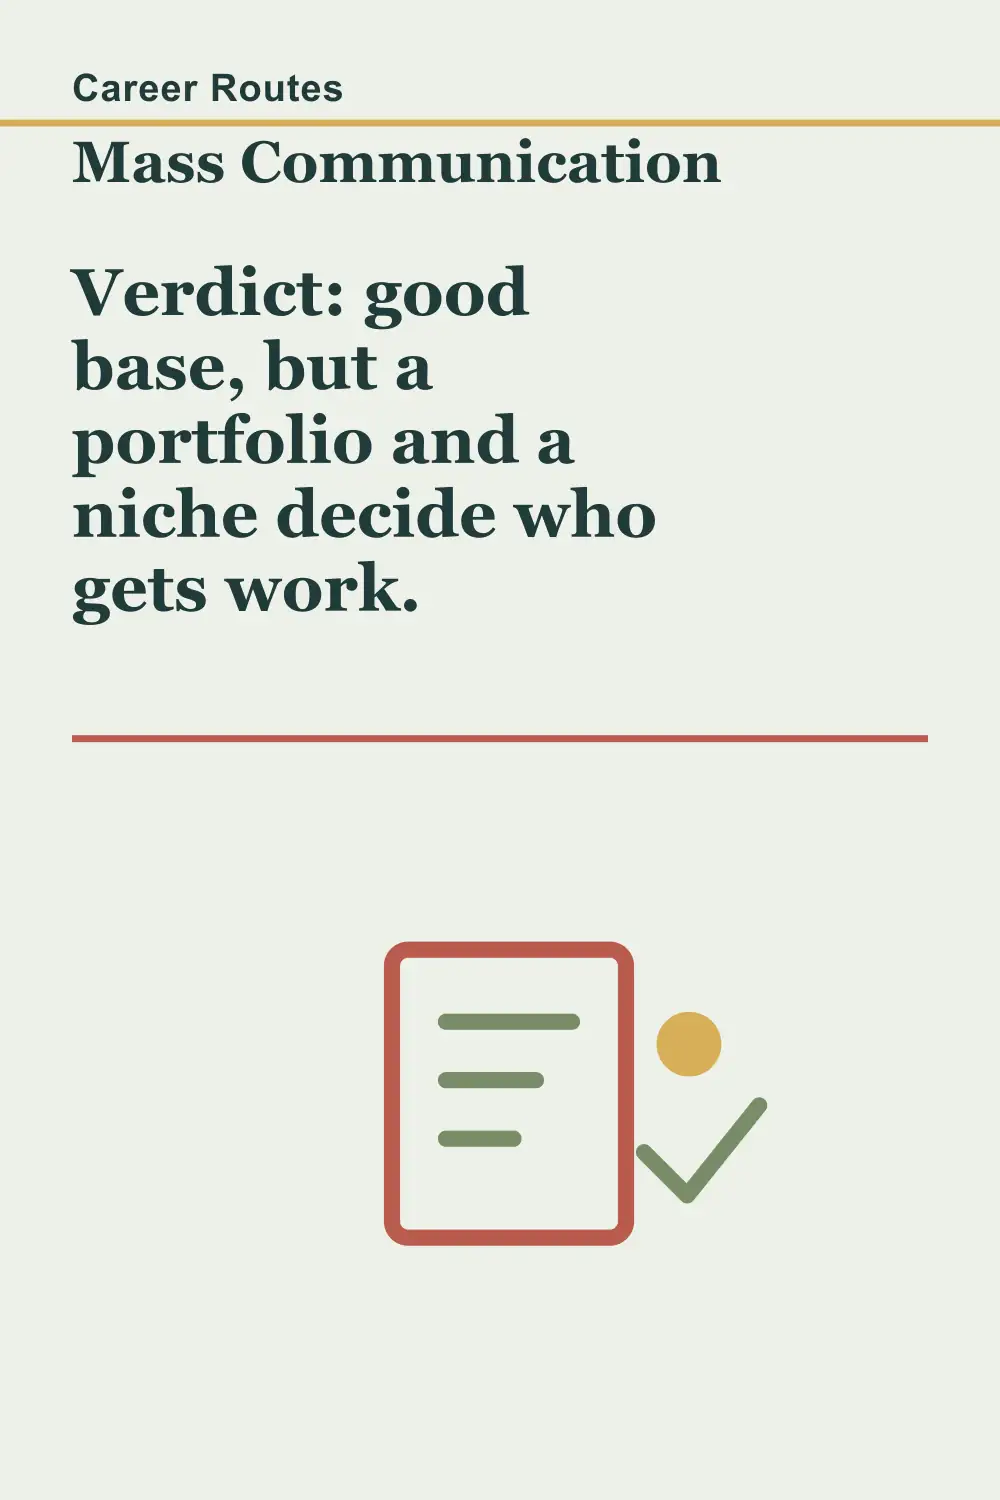 Career Routes
Mass Communication
Verdict: good
base, but a
portfolio and a
niche decide who
gets work.